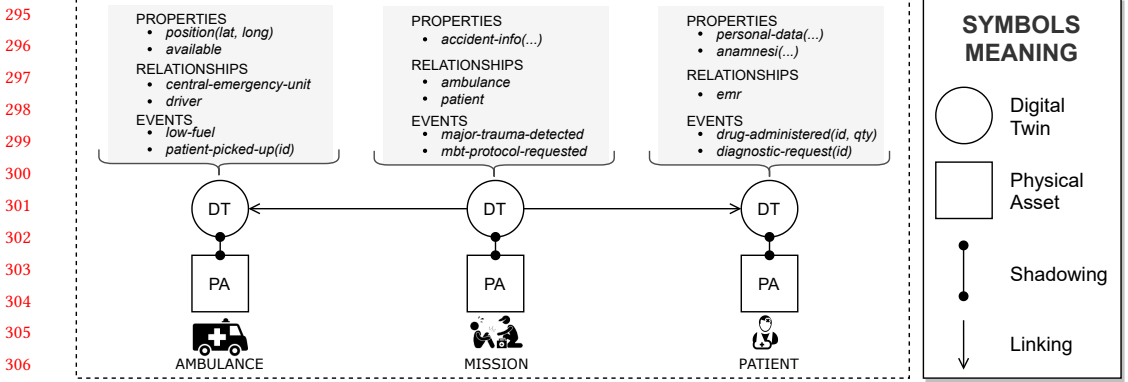 295
296
297
298
299
300
301
302
303
304
305
306
PROPERTIES
• position(lat, long)
• available
RELATIONSHIPS
• central-emergency-unit
• driver
EVENTS
• low-fuel
• patient-picked-up(id)
DT
PA
AMBULANCE
PROPERTIES
• accident-info(...)
RELATIONSHIPS
• ambulance
• patient
EVENTS
• major-trauma-detected
• mbt-protocol-requested
DT
PA
MISSION
PROPERTIES
• personal-data(...)
• anamnesi(...)
RELATIONSHIPS
• emr
EVENTS
• drug-administered(id, qty)
• diagnostic-request(id)
DT
PA
PATIENT
SYMBOLS
MEANING
Digital
Twin
Physical
Asset
Shadowing
Linking